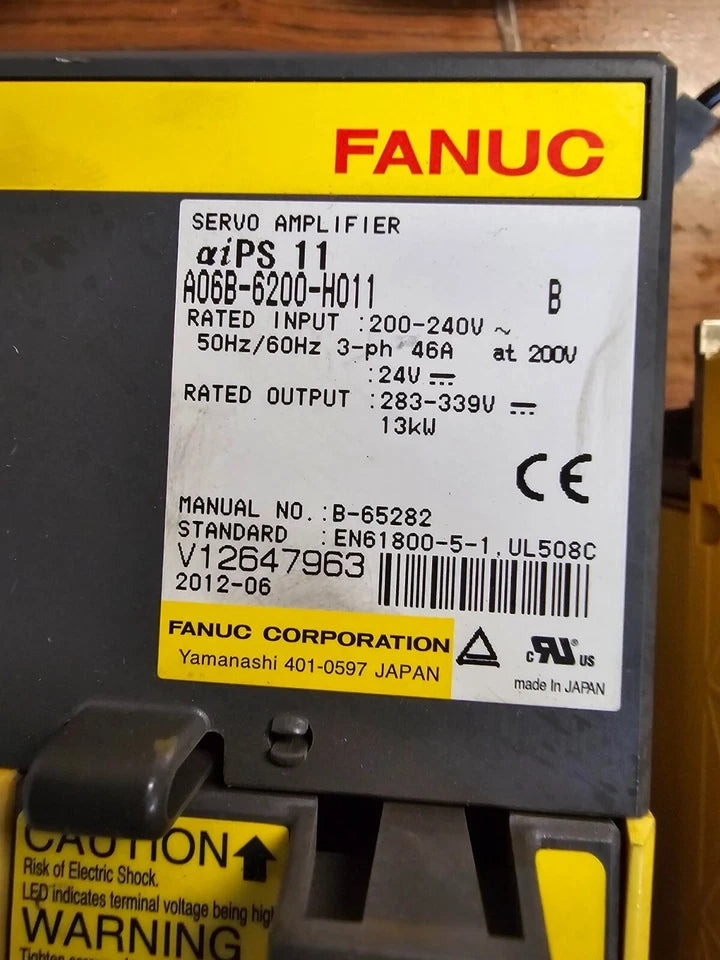 FANUC
SERVO AMPLIFIER
αiPS 11
A06B-6200-H011 B
RATED INPUT :200-240V ~
50Hz/60Hz 3-ph 46A at 200V
:24V ⎓
RATED OUTPUT :283-339V ⎓
13kW
CE
MANUAL NO.:B-65282
STANDARD :EN61800-5-1,UL508C
V12647963
2012-06
FANUC CORPORATION
Yamanashi 401-0597 JAPAN
c RU® US
made In JAPAN
CAUTION
Risk of Electric Shock.
LED indicates terminal voltage being
WARNING